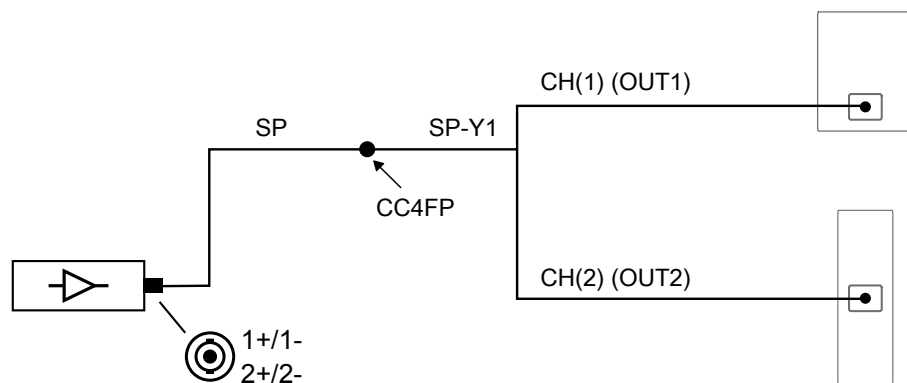 CH(1) (OUT1)
SP
SP-Y1
CC4FP
CH(2) (OUT2)
1+/1-
2+/2-